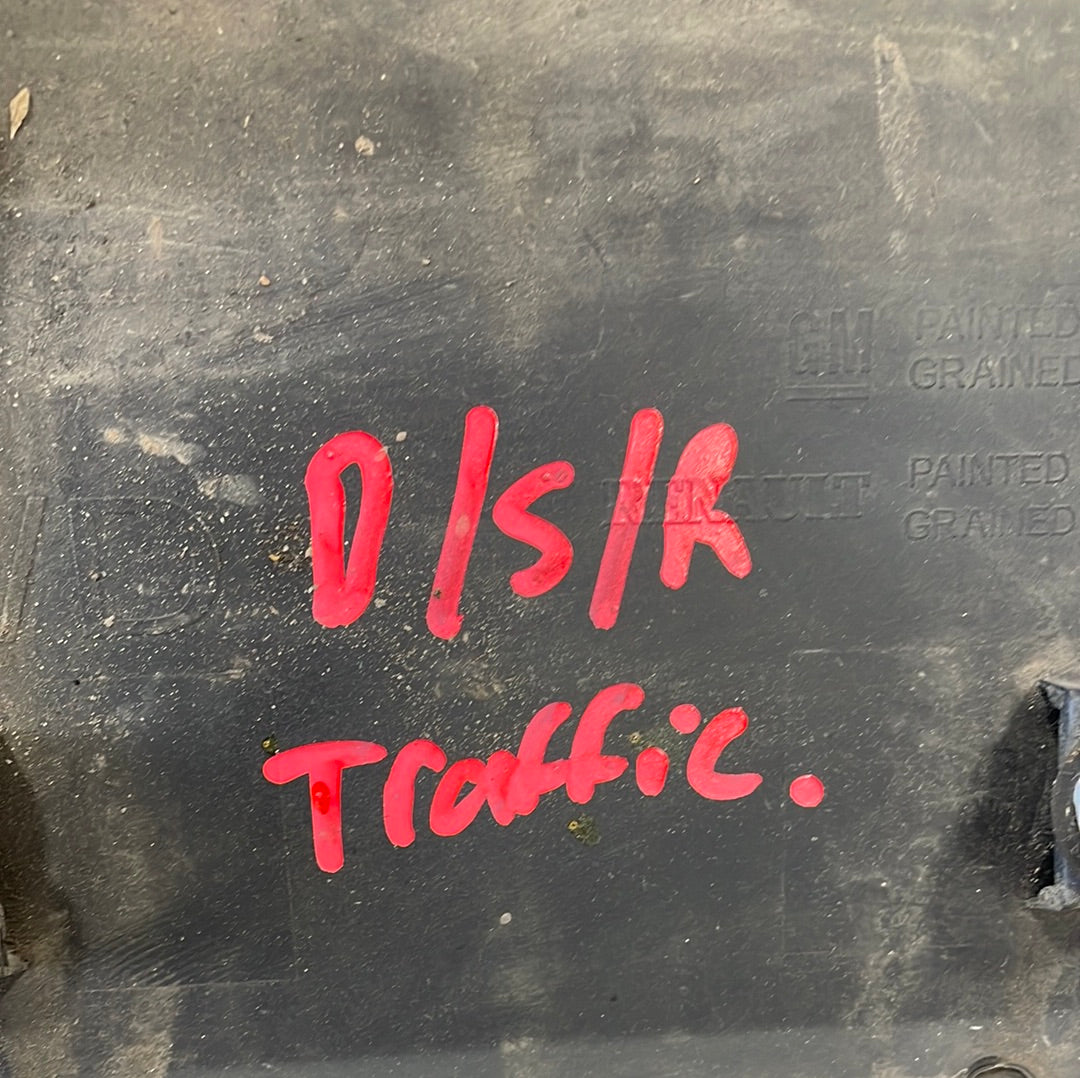 GM PAINTED
GRAINED
D/S/R
RENAULT PAINTED
GRAINED
Traffic.